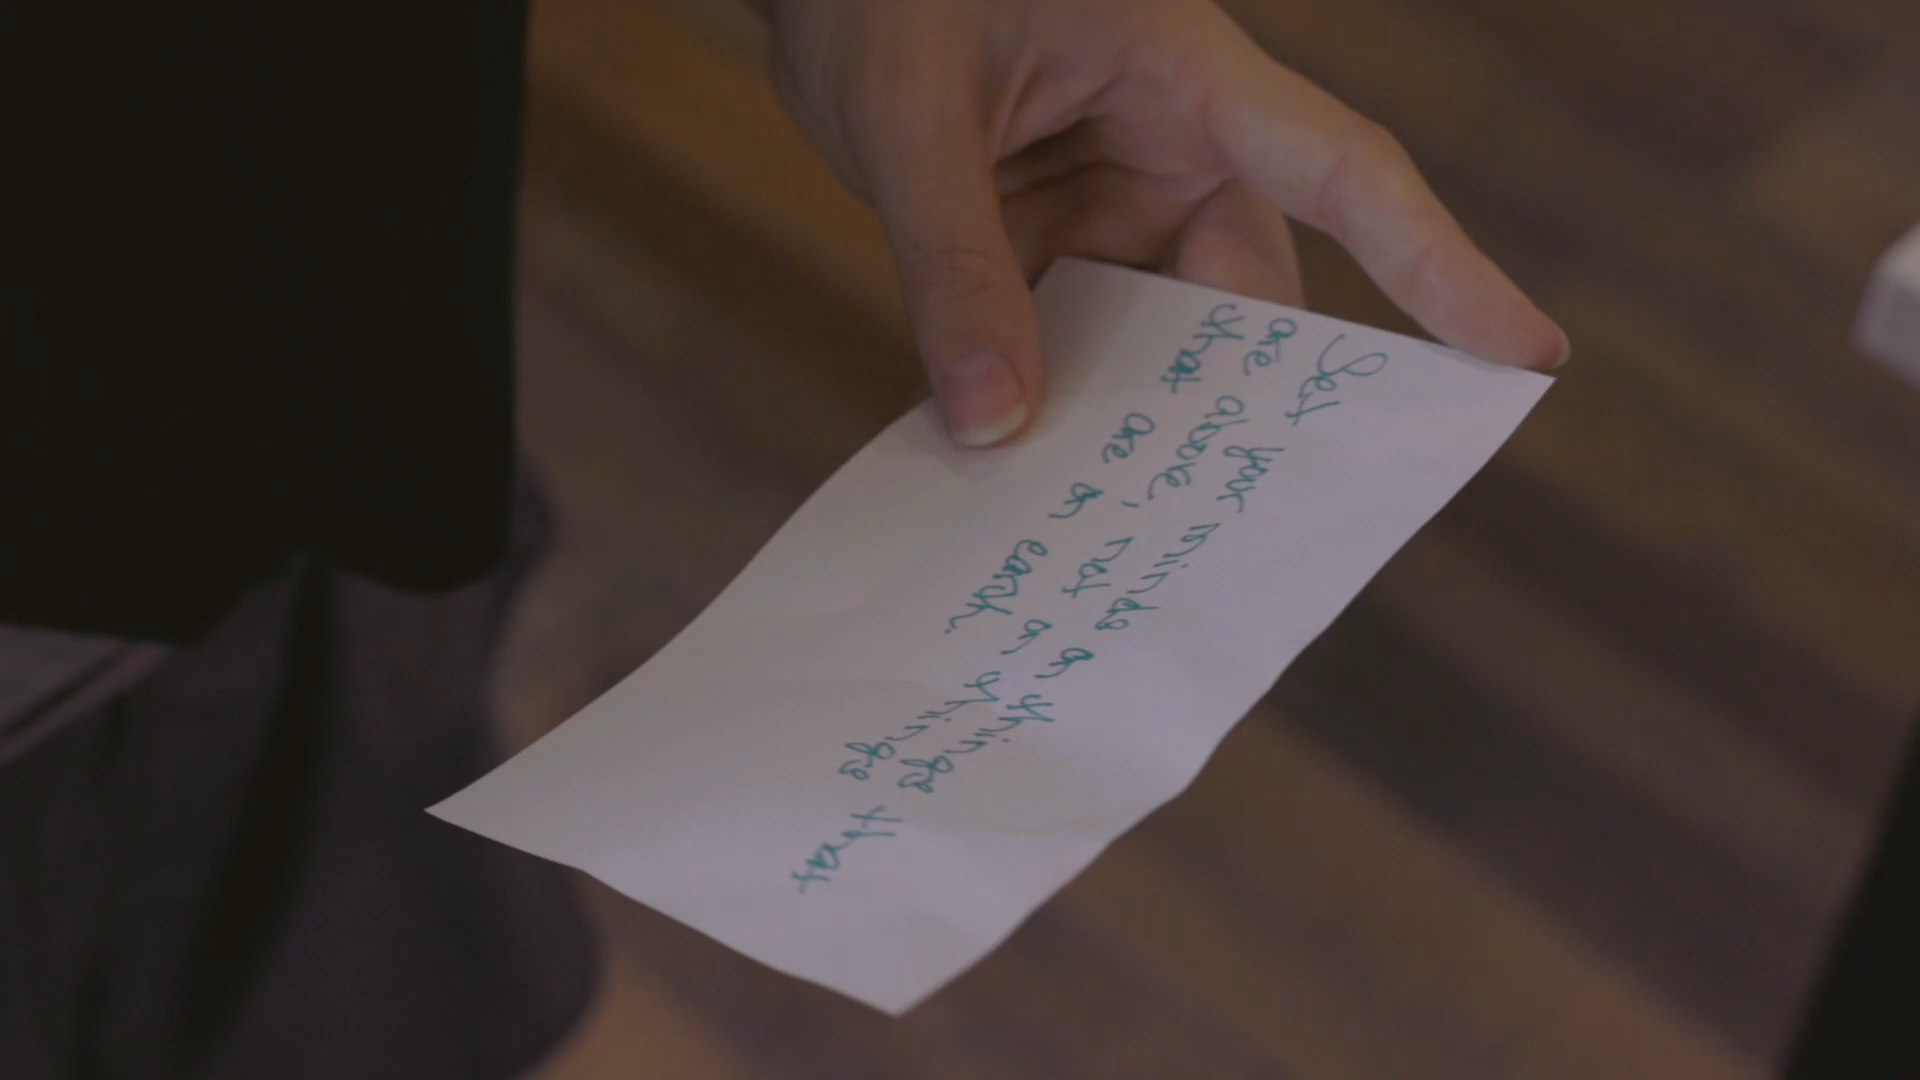 Set your minds on things
are above, not on things that
that are on earth.